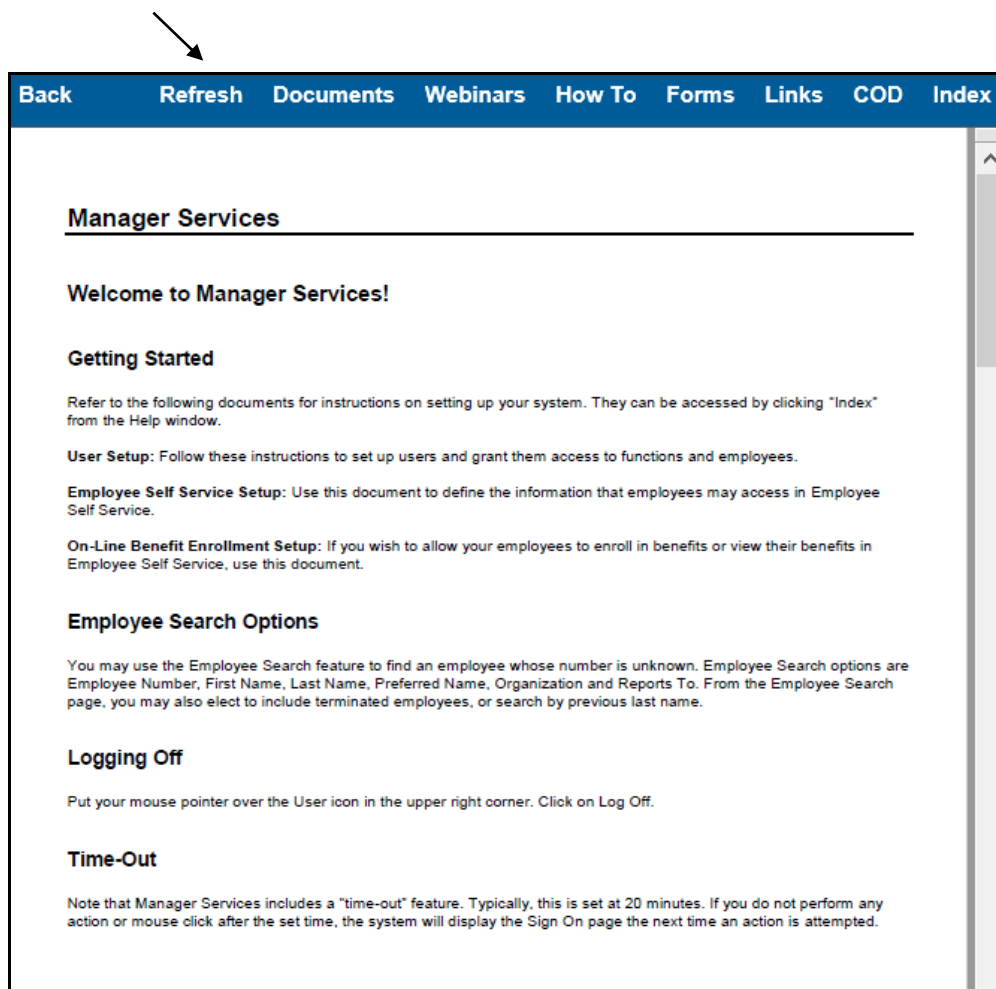 Back Refresh Documents Webinars How To Forms Links COD Index
Manager Services
Welcome to Manager Services!
Getting Started
Refer to the following documents for instructions on setting up your system. They can be accessed by clicking "Index"
from the Help window.
User Setup: Follow these instructions to set up users and grant them access to functions and employees.
Employee Self Service Setup: Use this document to define the information that employees may access in Employee
Self Service.
On-Line Benefit Enrollment Setup: If you wish to allow your employees to enroll in benefits or view their benefits in
Employee Self Service, use this document.
Employee Search Options
You may use the Employee Search feature to find an employee whose number is unknown. Employee Search options are
Employee Number, First Name, Last Name, Preferred Name, Organization and Reports To. From the Employee Search
page, you may also elect to include terminated employees, or search by previous last name.
Logging Off
Put your mouse pointer over the User icon in the upper right corner. Click on Log Off.
Time-Out
Note that Manager Services includes a "time-out" feature. Typically, this is set at 20 minutes. If you do not perform any
action or mouse click after the set time, the system will display the Sign On page the next time an action is attempted.